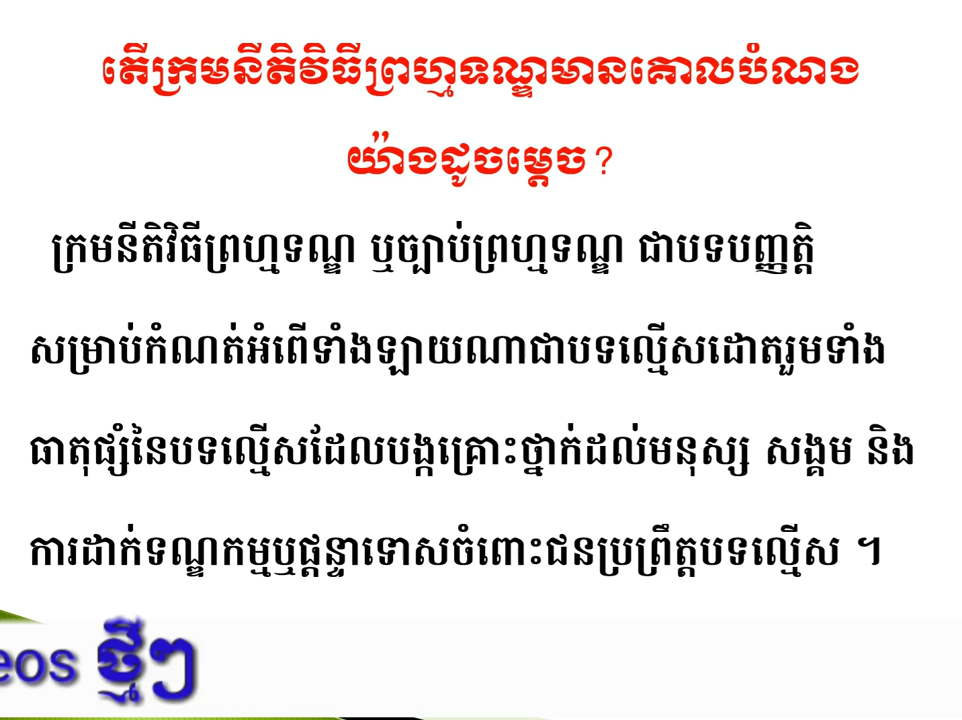 តើក្រមនីតិវិធីព្រហ្មទណ្ឌមានគោលបំណង
យ៉ាងដូចម្តេច?
ក្រមនីតិវិធីព្រហ្មទណ្ឌ ឬច្បាប់ព្រហ្មទណ្ឌ ជាបទបញ្ញត្តិ
សម្រាប់កំណត់អំពើទាំងឡាយណាជាបទល្មើសដោតរួមទាំង
ធាតុផ្សំនៃបទល្មើសដែលបង្កគ្រោះថ្នាក់ដល់មនុស្ស សង្គម និង
ការដាក់ទណ្ឌកម្មឬផ្តន្ទាទោសចំពោះជនប្រព្រឹត្តបទល្មើស ។
eos ថ្មីៗ